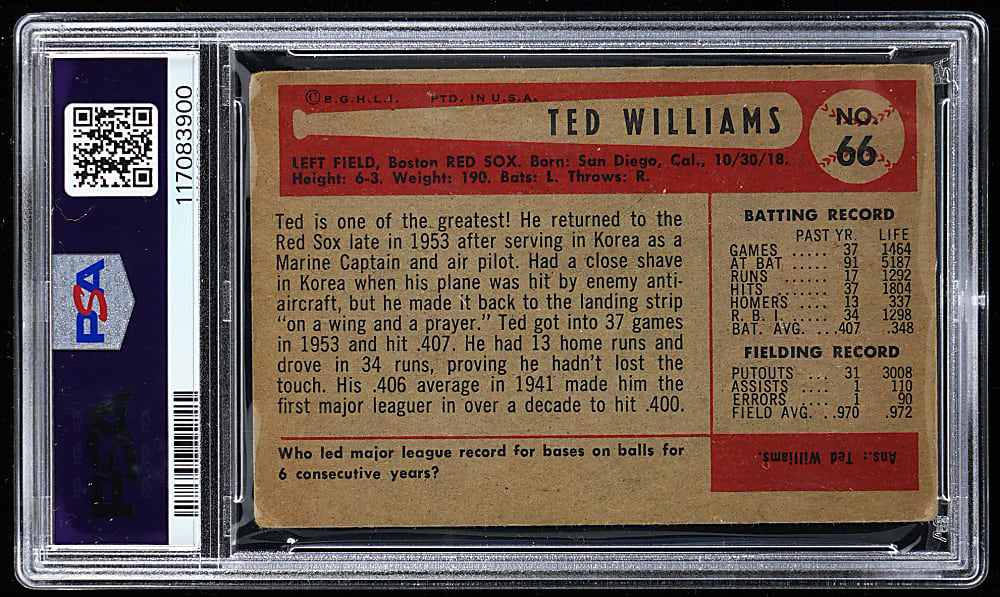 117083900
PSA
PSA
©B.G.H.L.I. PTD. IN U.S.A.
TED WILLIAMS
NO. 66
LEFT FIELD, Boston RED SOX. Born: San Diego, Cal., 10/30/18.
Height: 6-3. Weight: 190. Bats: L. Throws: R.
Ted is one of the greatest! He returned to the
Red Sox late in 1953 after serving in Korea as a
Marine Captain and air pilot. Had a close shave
in Korea when his plane was hit by enemy anti-
aircraft, but he made it back to the landing strip
"on a wing and a prayer." Ted got into 37 games
in 1953 and hit .407. He had 13 home runs and
drove in 34 runs, proving he hadn't lost the
touch. His .406 average in 1941 made him the
first major leaguer in over a decade to hit .400.
Who led major league record for bases on balls for
6 consecutive years?
BATTING RECORD
PAST YR. LIFE
GAMES ..... 37 1464
AT BAT ..... 91 5187
RUNS ...... 17 1292
HITS ...... 37 1804
HOMERS .... 13 337
R. B. I. .... 34 1298
BAT. AVG. ...407 .348
FIELDING RECORD
PUTOUTS ... 31 3008
ASSISTS .... 1 110
ERRORS .... 1 90
FIELD AVG. ..970 .972
Ans.: Ted Williams.